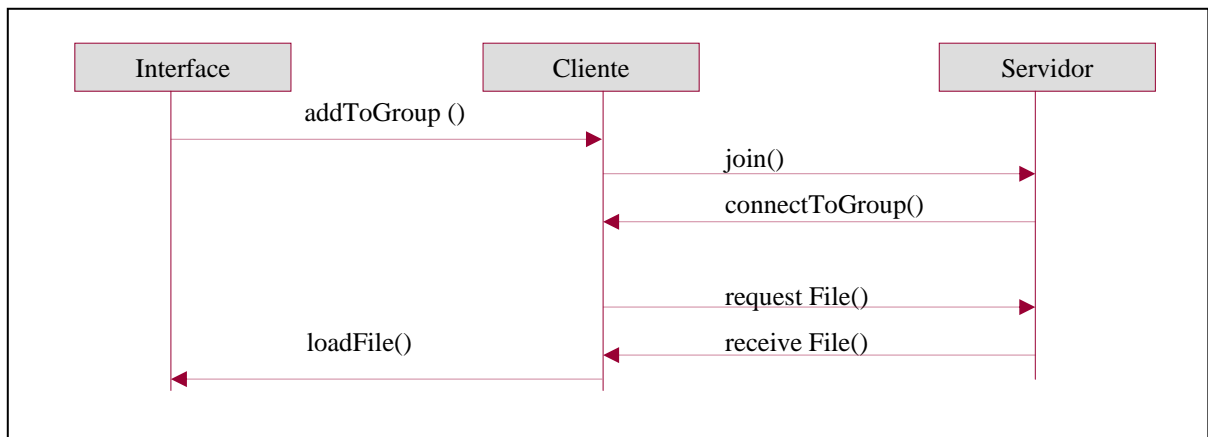 Interface
Cliente
Servidor
addToGroup ()
join()
connectToGroup()
request File()
loadFile()
receive File()